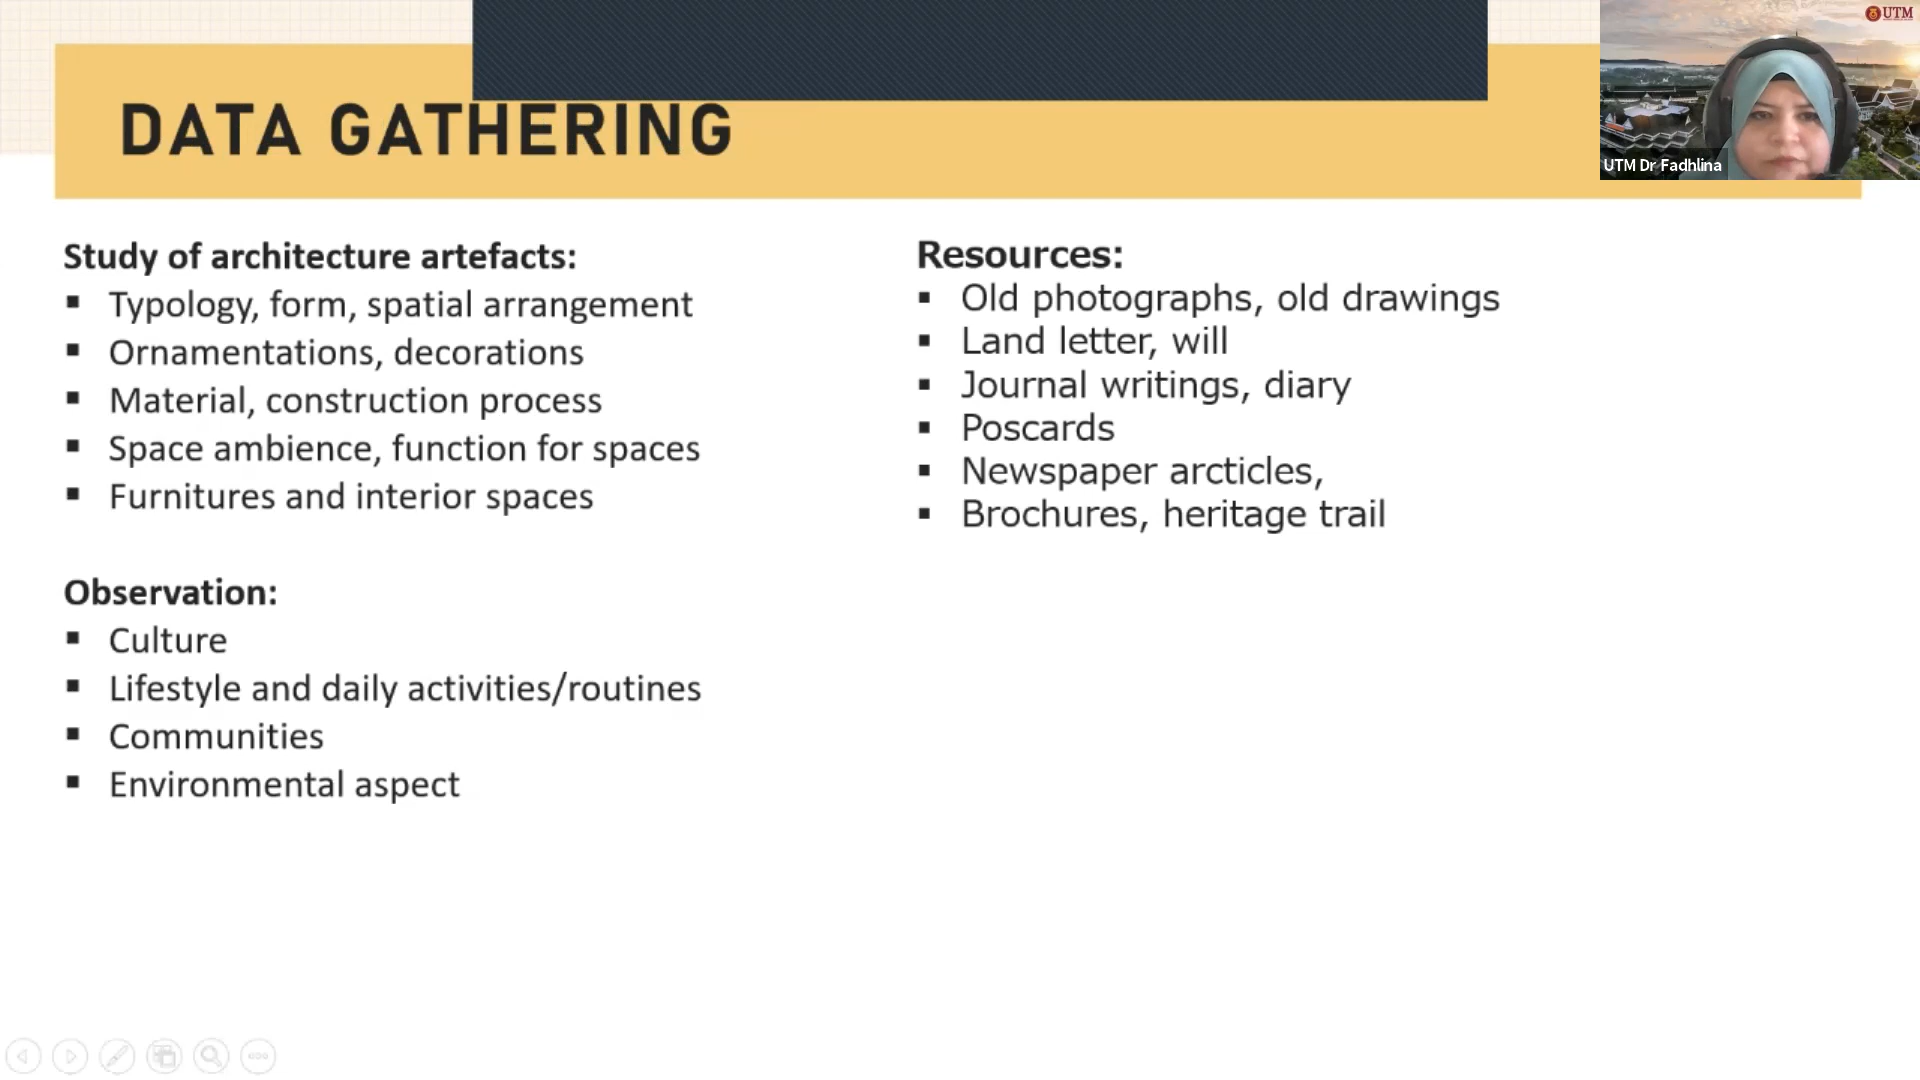 DATA GATHERING
UTM
UTM Dr Fadhlina
Study of architecture artefacts:
▪ Typology, form, spatial arrangement
▪ Ornamentations, decorations
▪ Material, construction process
▪ Space ambience, function for spaces
▪ Furnitures and interior spaces
Observation:
▪ Culture
▪ Lifestyle and daily activities/routines
▪ Communities
▪ Environmental aspect
Resources:
▪ Old photographs, old drawings
▪ Land letter, will
▪ Journal writings, diary
▪ Poscards
▪ Newspaper arcticles,
▪ Brochures, heritage trail